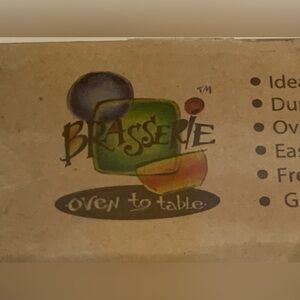 BRASSERIE™
oven to table
• Idea
• Du
• Ov
• Eas
• Fre
• G